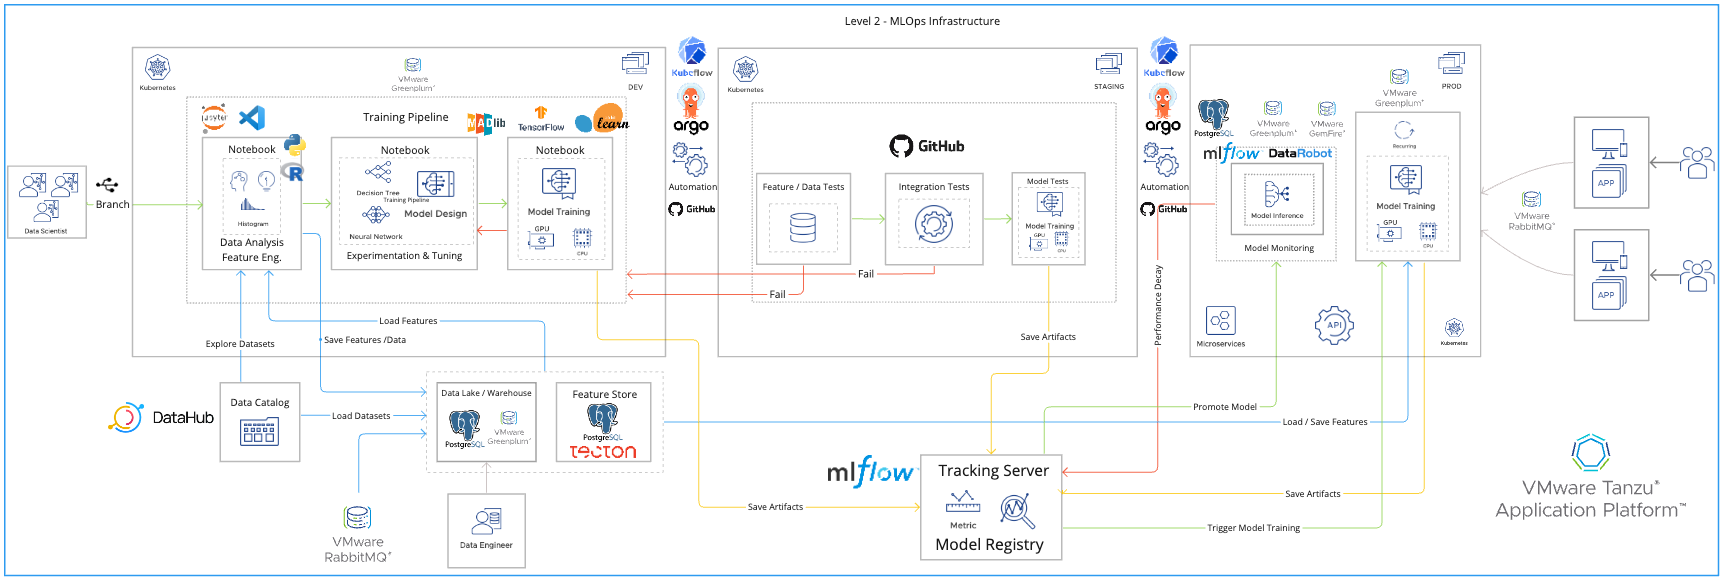 Level 2 - MLOps Infrastructure
Kubernetes
VMware
Greenplum
DEV
Training Pipeline
jupyter
MADlib
TensorFlow
learn
Notebook
Histogram
Data Analysis
Feature Eng.
Notebook
Decision Tree
Training Pipeline
Model Design
Neural Network
Experimentation & Tuning
Notebook
Model Training
GPU
CPU
Data Scientist
Branch
Kubeflow
argo
Automation
GitHub
Kubernetes
STAGING
GitHub
Feature / Data Tests
Integration Tests
Model Tests
Model Training
GPU
CPU
Fail
Fail
Kubeflow
argo
Automation
GitHub
PROD
PostgreSQL
VMware
Greenplum
VMware
GemFire
VMware
Greenplum
mlflow
DataRobot
Model Inference
Model Monitoring
Recurring
Model Training
GPU
CPU
Microservices
API
Kubernetes
APP
APP
VMware
RabbitMQ
Performance Decay
Load Features
Save Features /Data
Explore Datasets
Save Artifacts
DataHub
Data Catalog
Load Datasets
Data Lake / Warehouse
PostgreSQL
VMware
Greenplum
Feature Store
PostgreSQL
TECTON
VMware
RabbitMQ
Data Engineer
Promote Model
Load / Save Features
mlflow
Tracking Server
Metric
Model Registry
Save Artifacts
Save Artifacts
Trigger Model Training
VMware Tanzu®
Application Platform™